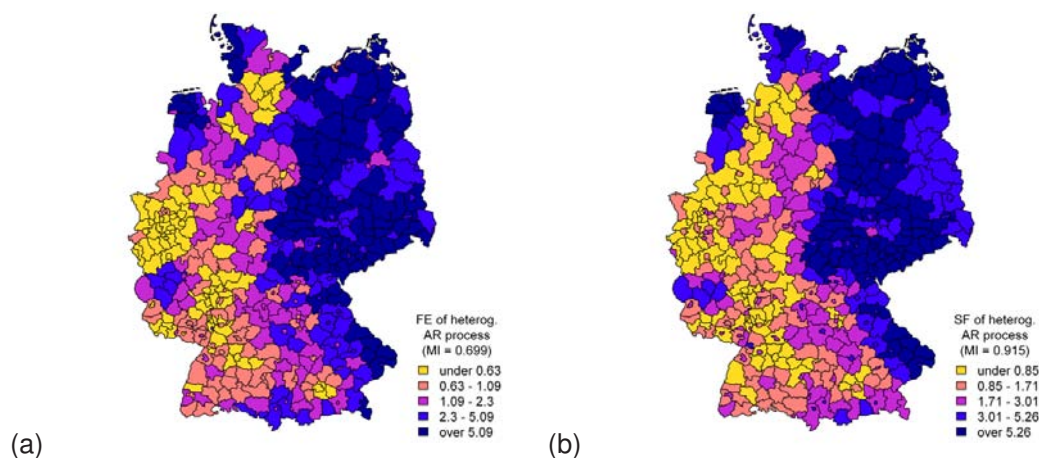 FE of heterog.
AR process
(MI = 0.699)
under 0.63
0.63 - 1.09
1.09 - 2.3
2.3 - 5.09
over 5.09
(a)
SF of heterog.
AR process
(MI = 0.915)
under 0.85
0.85 - 1.71
1.71 - 3.01
3.01 - 5.26
over 5.26
(b)